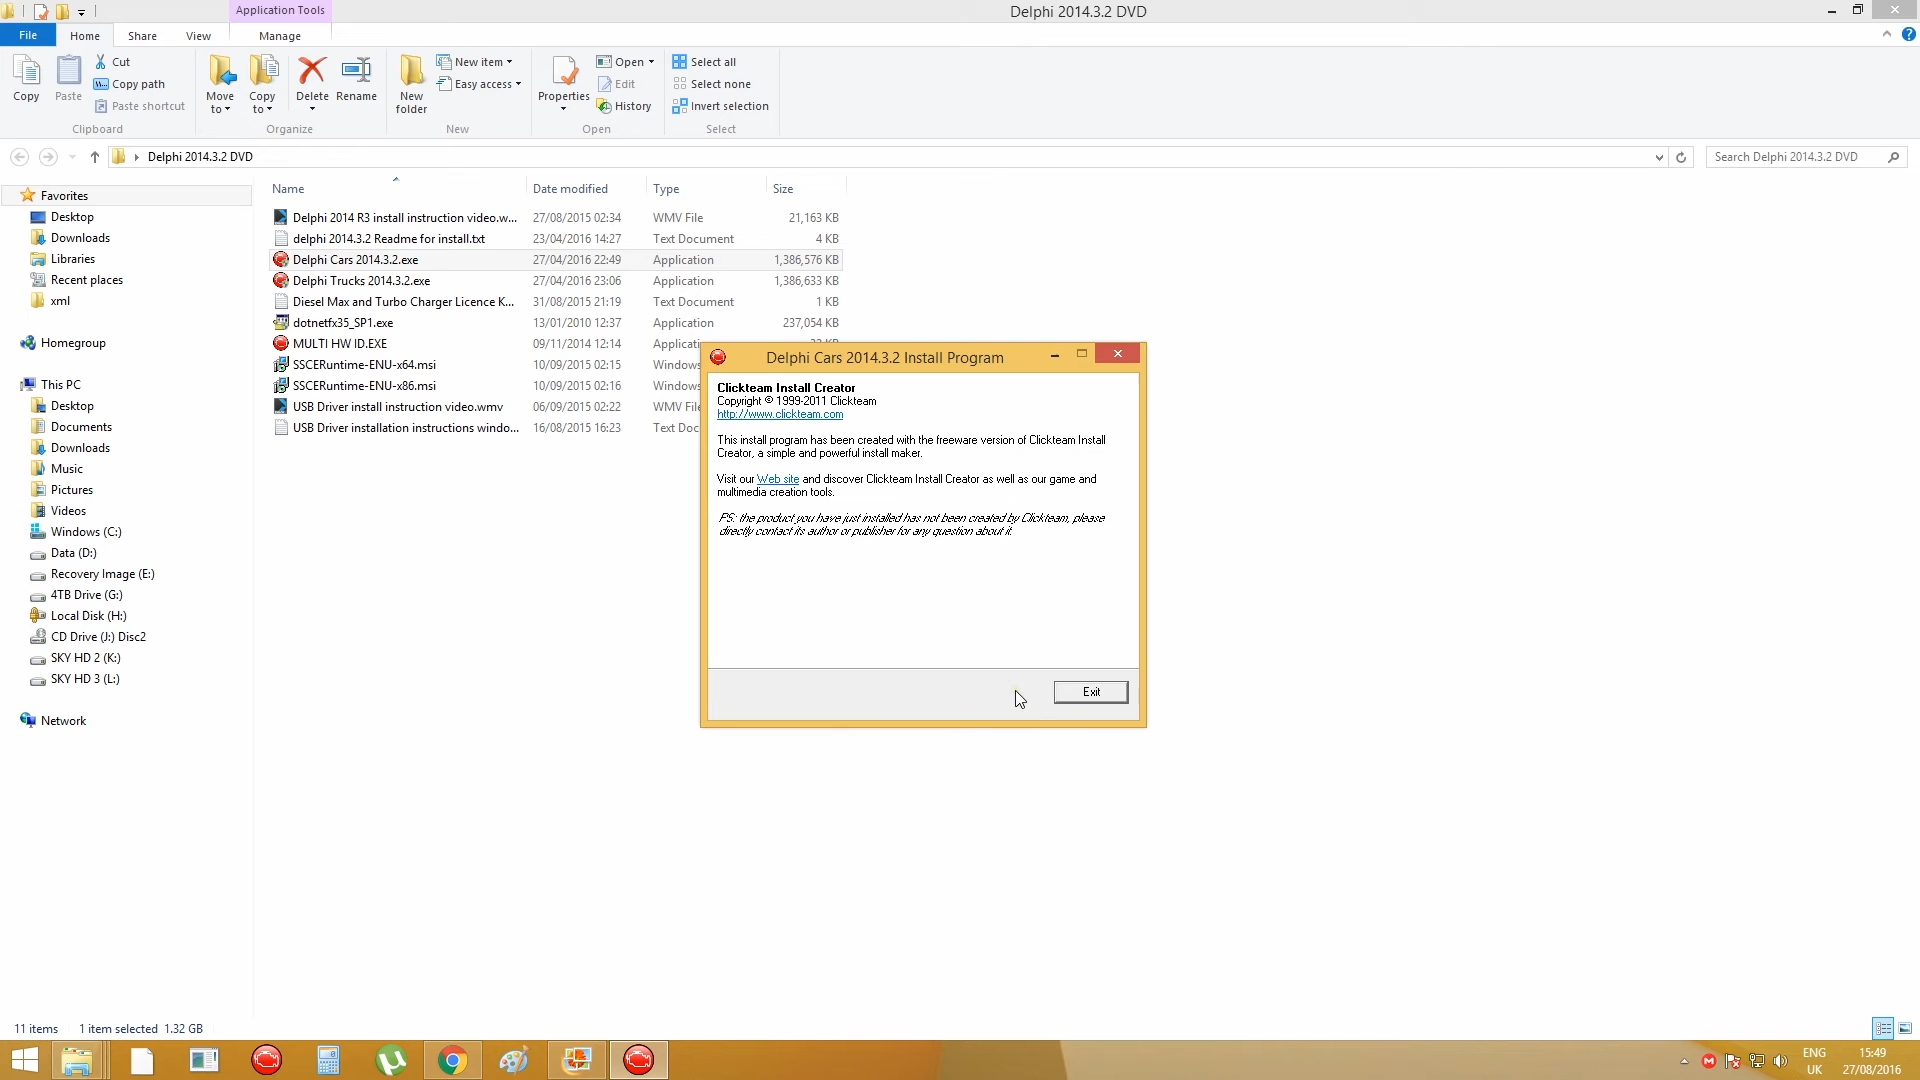 Application Tools
Delphi 2014.3.2 DVD
File
Home
Share
View
Manage
Copy
Paste
Cut
Copy path
Paste shortcut
Clipboard
Move to
Copy to
Delete
Rename
Organize
New folder
New item
Easy access
New
Properties
Open
Edit
History
Open
Select all
Select none
Invert selection
Select
Delphi 2014.3.2 DVD
Search Delphi 2014.3.2 DVD
Favorites
Desktop
Downloads
Libraries
Recent places
xml
Homegroup
This PC
Desktop
Documents
Downloads
Music
Pictures
Videos
Windows (C:)
Data (D:)
Recovery Image (E:)
4TB Drive (G:)
Local Disk (H:)
CD Drive (J:) Disc2
SKY HD 2 (K:)
SKY HD 3 (L:)
Network
Name Date modified Type Size
Delphi 2014 R3 install instruction video.w... 27/08/2015 02:34 WMV File 21,163 KB
delphi 2014.3.2 Readme for install.txt 23/04/2016 14:27 Text Document 4 KB
Delphi Cars 2014.3.2.exe 27/04/2016 22:49 Application 1,386,576 KB
Delphi Trucks 2014.3.2.exe 27/04/2016 23:06 Application 1,386,633 KB
Diesel Max and Turbo Charger Licence K... 31/08/2015 21:19 Text Document 1 KB
dotnetfx35_SP1.exe 13/01/2010 12:37 Application 237,054 KB
MULTI HW ID.EXE 09/11/2014 12:14
SSCERuntime-ENU-x64.msi 10/09/2015 02:15 Windows
SSCERuntime-ENU-x86.msi 10/09/2015 02:16 Windows
USB Driver install instruction video.wmv 06/09/2015 02:22 WMV File
USB Driver installation instructions windo... 16/08/2015 16:23 Text Doc
Delphi Cars 2014.3.2 Install Program
Clickteam Install Creator
Copyright © 1999-2011 Clickteam
http://www.clickteam.com
This install program has been created with the freeware version of Clickteam Install
Creator, a simple and powerful install maker.
Visit our Web site and discover Clickteam Install Creator as well as our game and
multimedia creation tools.
PS: the product you have just installed has not been created by Clickteam, please
directly contact its author or publisher for any question about it.
Exit
11 items 1 item selected 1.32 GB
ENG
UK
15:49
27/08/2016